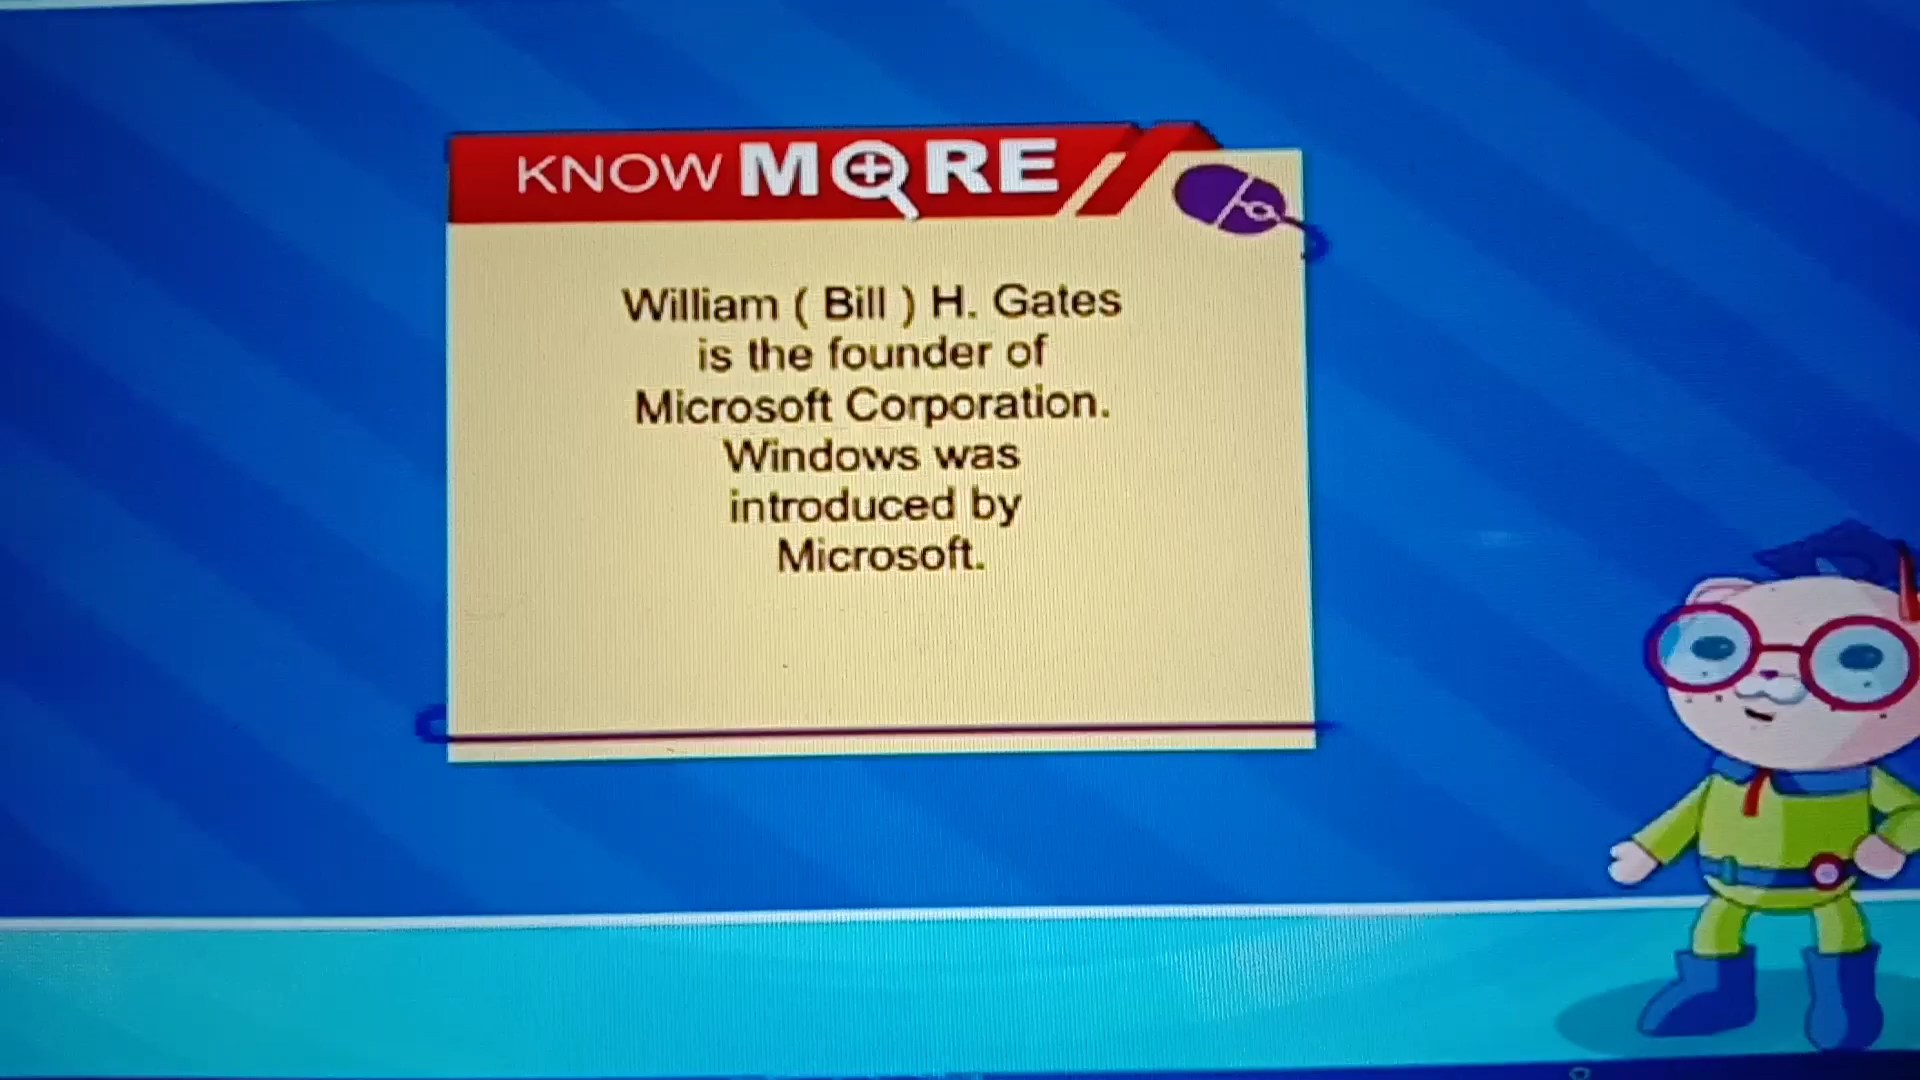 KNOW MORE
William ( Bill ) H. Gates
is the founder of
Microsoft Corporation.
Windows was
introduced by
Microsoft.